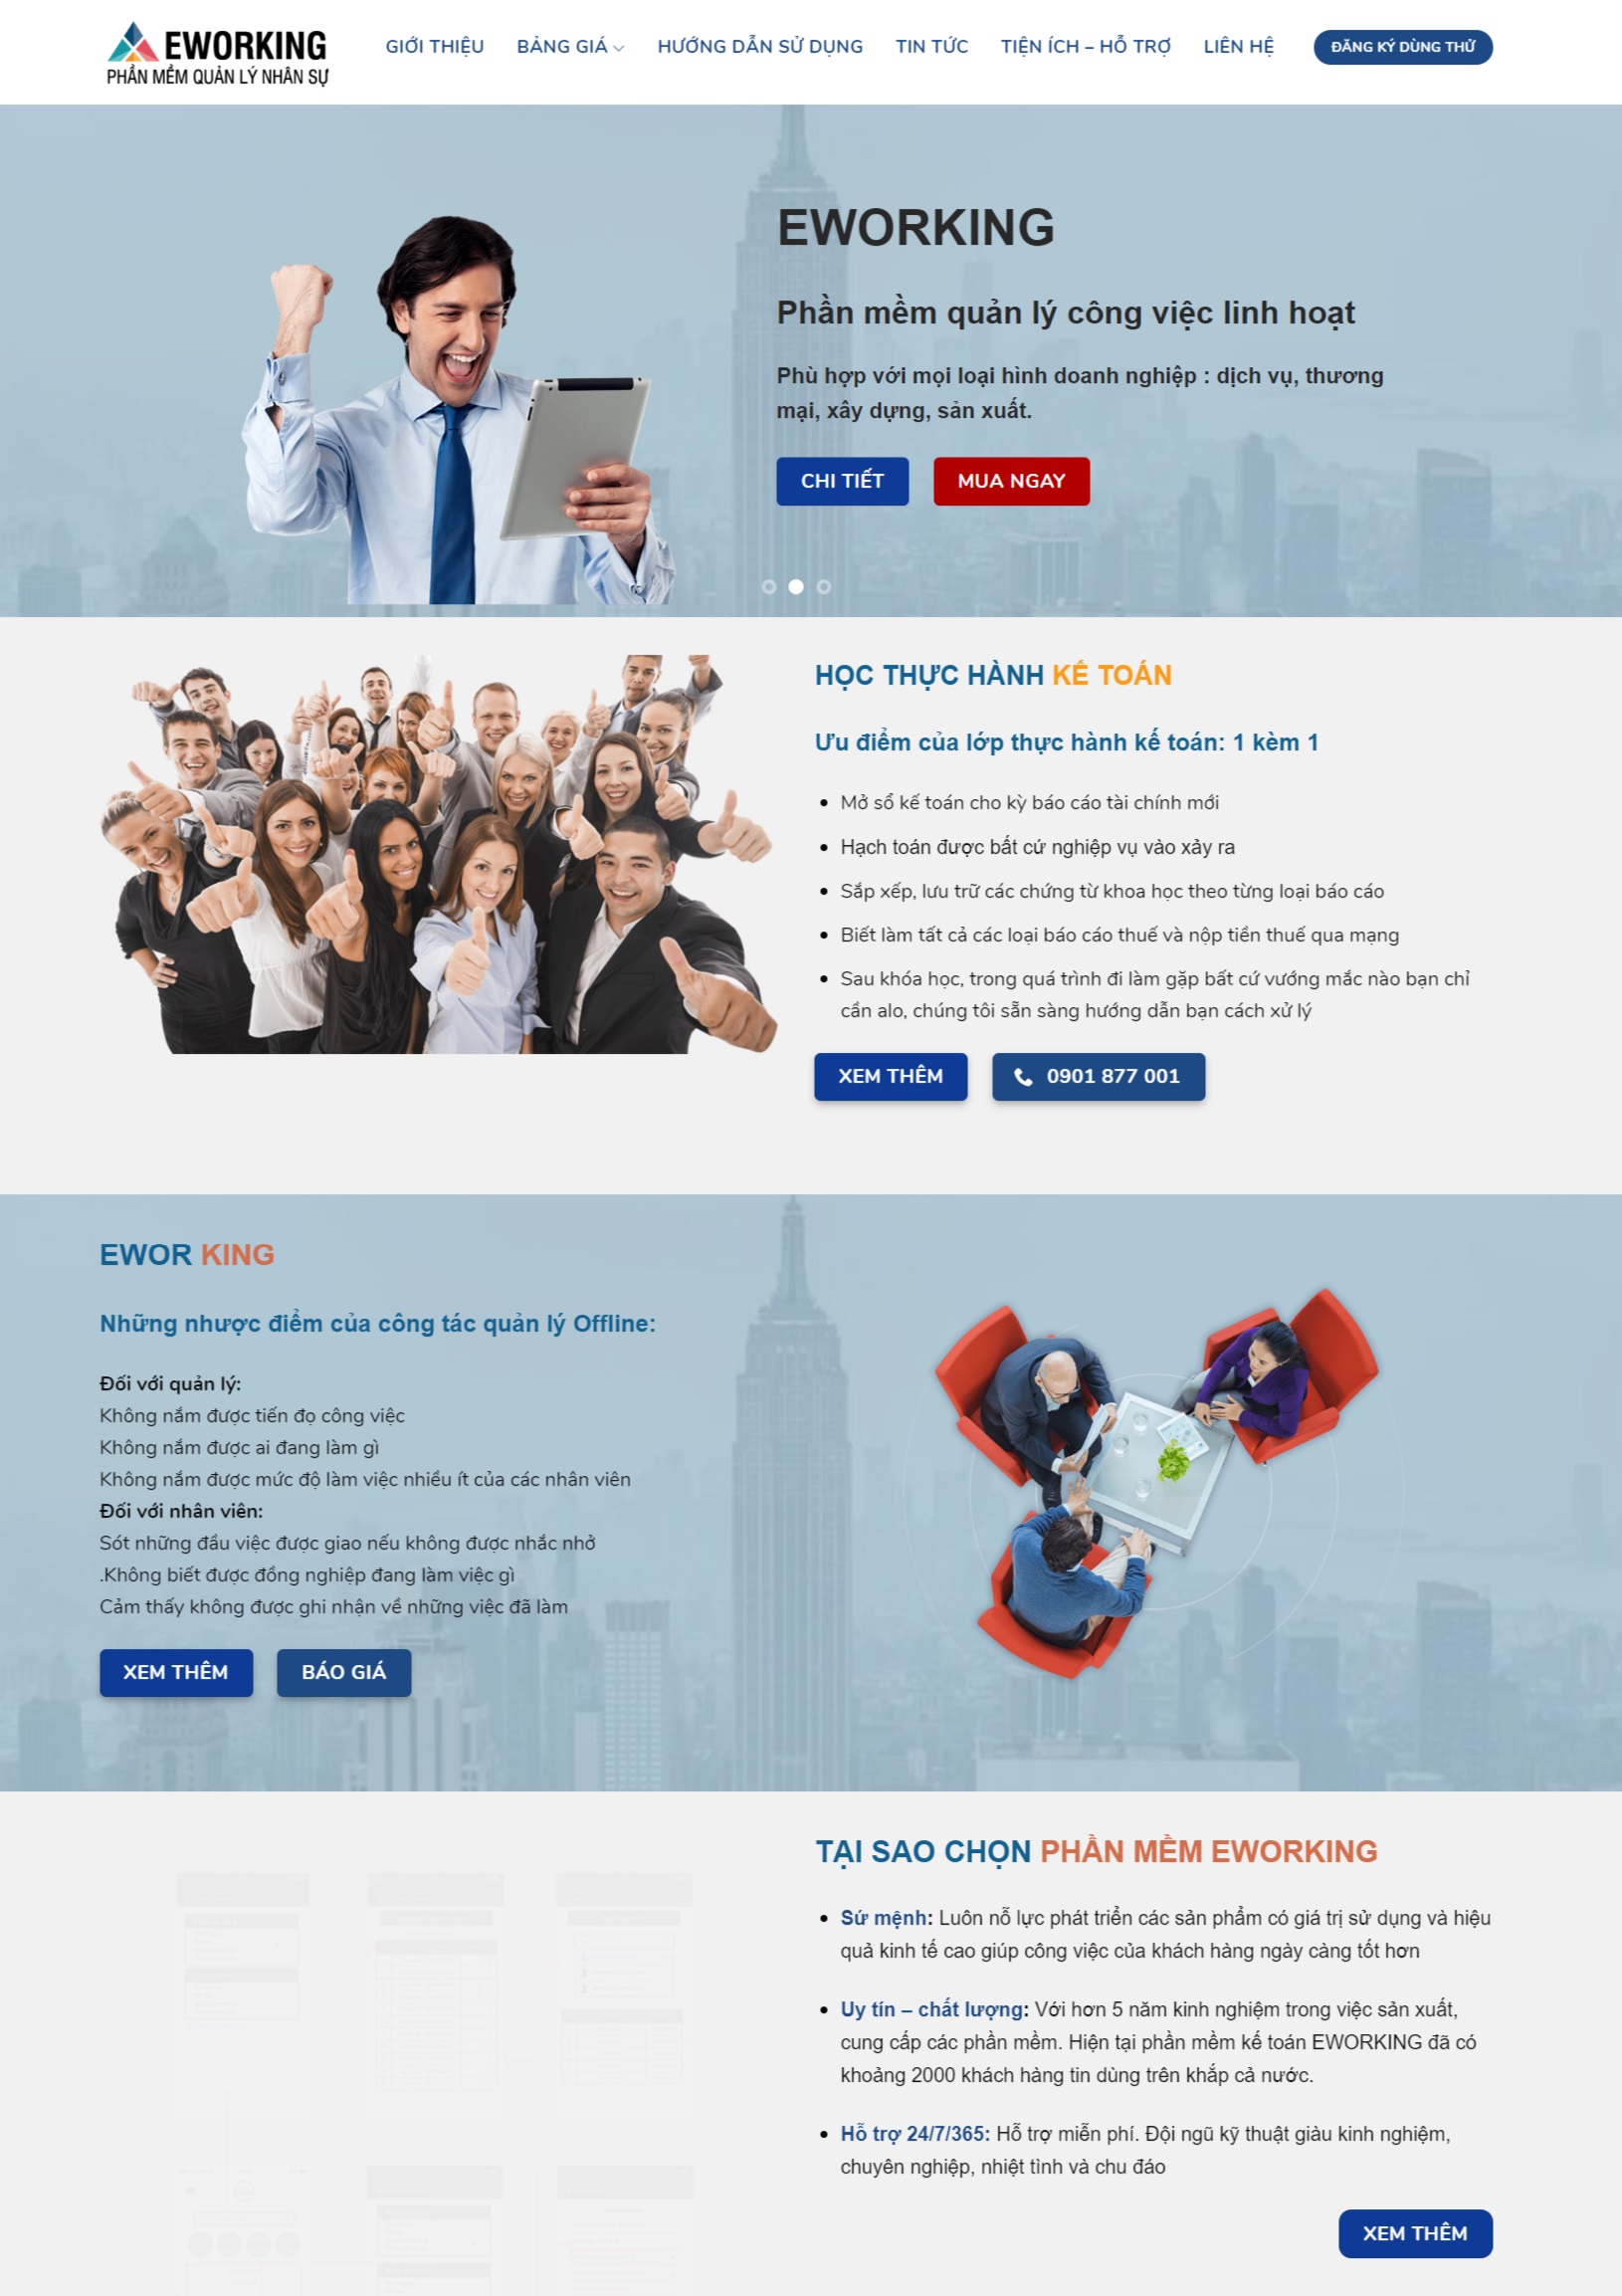 EWORKING
PHẦN MỀM QUẢN LÝ NHÂN SỰ
GIỚI THIỆU
BẢNG GIÁ
HƯỚNG DẪN SỬ DỤNG
TIN TỨC
TIỆN ÍCH – HỖ TRỢ
LIÊN HỆ
ĐĂNG KÝ DÙNG THỬ
EWORKING
Phần mềm quản lý công việc linh hoạt
Phù hợp với mọi loại hình doanh nghiệp : dịch vụ, thương
mại, xây dựng, sản xuất.
CHI TIẾT
MUA NGAY
HỌC THỰC HÀNH KẾ TOÁN
Ưu điểm của lớp thực hành kế toán: 1 kèm 1
Mở sổ kế toán cho kỳ báo cáo tài chính mới
Hạch toán được bất cứ nghiệp vụ vào xảy ra
Sắp xếp, lưu trữ các chứng từ khoa học theo từng loại báo cáo
Biết làm tất cả các loại báo cáo thuế và nộp tiền thuế qua mạng
Sau khóa học, trong quá trình đi làm gặp bất cứ vướng mắc nào bạn chỉ
cần alo, chúng tôi sẵn sàng hướng dẫn bạn cách xử lý
XEM THÊM
0901 877 001
EWOR KING
Những nhược điểm của công tác quản lý Offline:
Đối với quản lý:
Không nắm được tiến đọ công việc
Không nắm được ai đang làm gì
Không nắm được mức độ làm việc nhiều ít của các nhân viên
Đối với nhân viên:
Sót những đầu việc được giao nếu không được nhắc nhở
.Không biết được đồng nghiệp đang làm việc gì
Cảm thấy không được ghi nhận về những việc đã làm
XEM THÊM
BÁO GIÁ
TẠI SAO CHỌN PHẦN MỀM EWORKING
Sứ mệnh: Luôn nỗ lực phát triển các sản phẩm có giá trị sử dụng và hiệu
quả kinh tế cao giúp công việc của khách hàng ngày càng tốt hơn
Uy tín – chất lượng: Với hơn 5 năm kinh nghiệm trong việc sản xuất,
cung cấp các phần mềm. Hiện tại phần mềm kế toán EWORKING đã có
khoảng 2000 khách hàng tin dùng trên khắp cả nước.
Hỗ trợ 24/7/365: Hỗ trợ miễn phí. Đội ngũ kỹ thuật giàu kinh nghiệm,
chuyên nghiệp, nhiệt tình và chu đáo
XEM THÊM